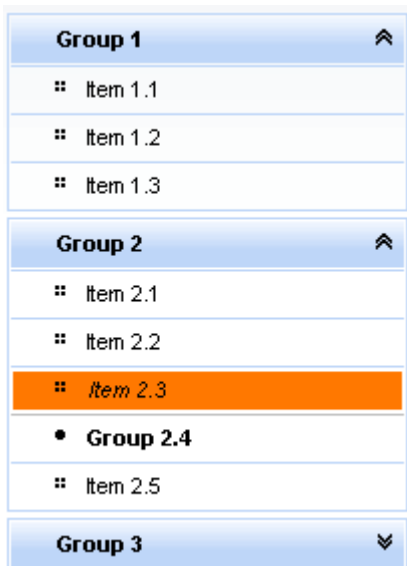 Group 1
Item 1.1
Item 1.2
Item 1.3
Group 2
Item 2.1
Item 2.2
Item 2.3
Group 2.4
Item 2.5
Group 3